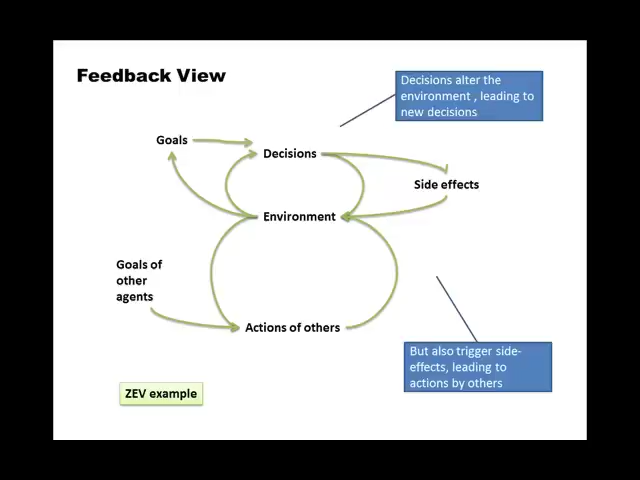 Feedback View
Decisions alter the
environment , leading to
new decisions
Goals
Decisions
Side effects
Environment
Goals of
other
agents
Actions of others
But also trigger side-
effects, leading to
actions by others
ZEV example